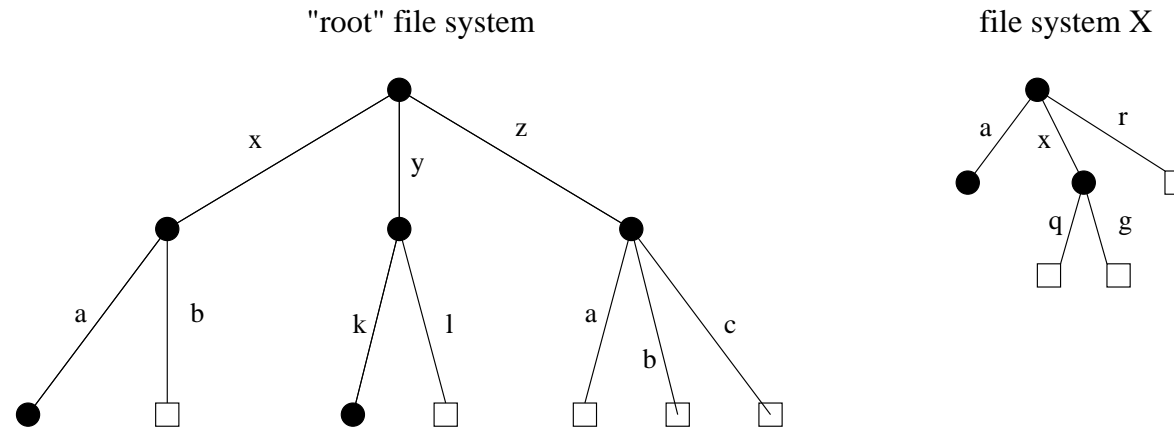 "root" file system
file system X
x
y
z
a
x
r
a
b
k
l
a
b
c
q
g